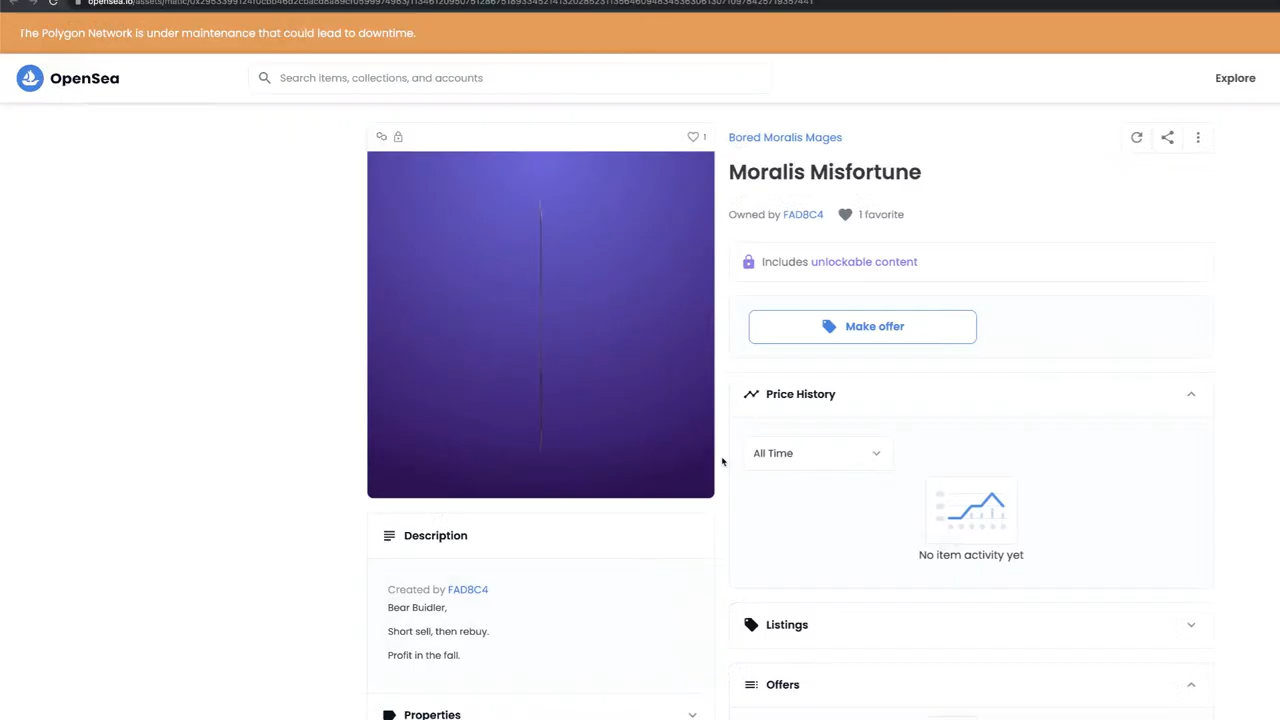 The Polygon Network is under maintenance that could lead to downtime.
OpenSea
Search items, collections, and accounts
Explore
1
Bored Moralis Mages
Moralis Misfortune
Owned by FAD8C4
1 favorite
Includes unlockable content
Make offer
Price History
All Time
No item activity yet
Description
Created by FAD8C4
Bear Buidler,
Short sell, then rebuy.
Profit in the fall.
Listings
Offers
Properties